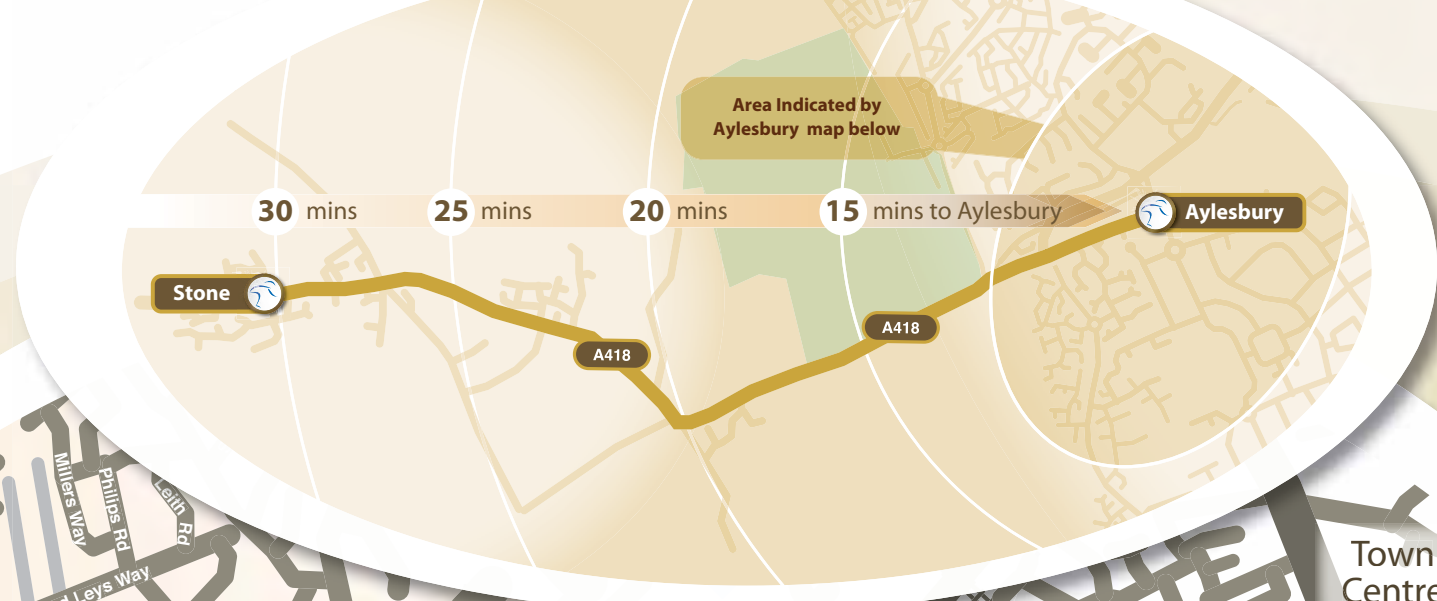 Area Indicated by
Aylesbury map below
30 mins
25 mins
20 mins
15 mins to Aylesbury
Aylesbury
Stone
A418
A418
Millers Way
Philips Rd
Leith Rd
Leys Way
Town
Centre